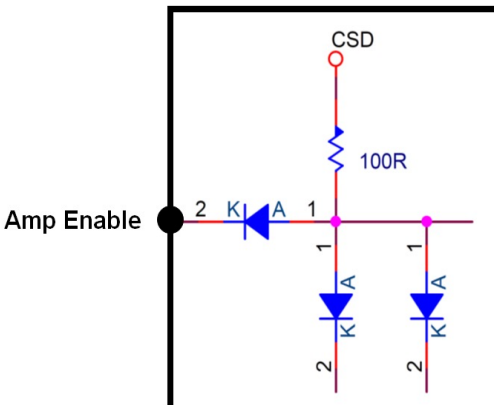 CSD
100R
Amp Enable
2 K A 1
1 1
A A
K K
2 2